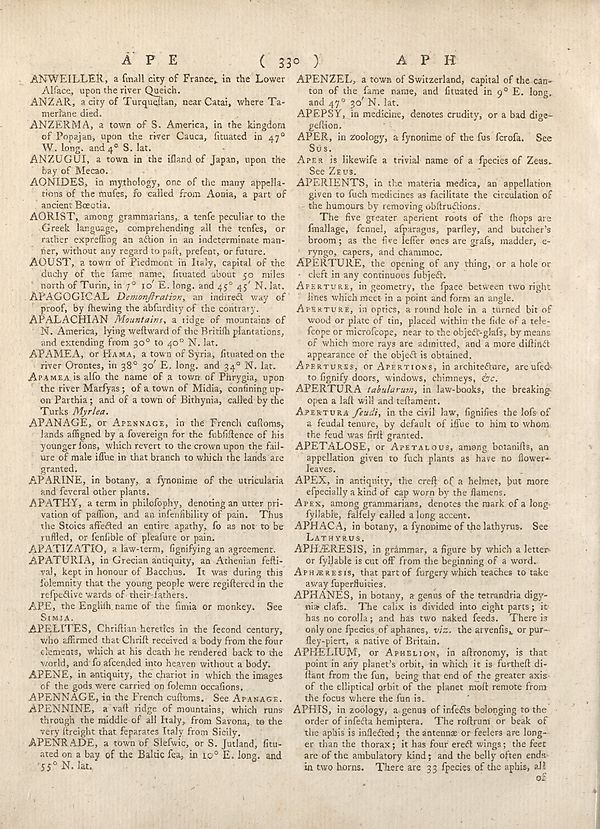 A P E ( 330 ) A P H
ANWEILLER, a ſmall city of France, in the Lower
Alſace, upon the river Queich.
ANZAR, a city of Turqueſtan, near Catai, where Ta-
merlane died.
ANZERMA, a town of S. America, in the kingdom
of Popajan, upon the river Cauca, ſituated in 47°
W. long. and 4° S. lat.
ANZUGUI, a town in the iſland of Japan, upon the
bay of Mecao.
AONIDES, in mythology, one of the many appella-
tions of the muſes, ſo called from Aonia, a part of
ancient Bœotia.
AORIST, among grammarians, a tenſe peculiar to the
Greek language, comprehending all the tenſes, or
rather expreſſing an action in an indeterminate man-
ner, without any regard to paſt, preſent, or future.
AOUST, a town of Piedmont in Italy, capital of the
duchy of the ſame name, ſituated about 50 miles
north of Turin, in 7° 10′ E. long. and 45° 45′ N. lat.
APAGOGICAL Demonſtration, an indirect way of
proof, by ſhewing the abſurdity of the contrary.
APALACHIAN Mountains, a ridge of mountains of
N. America, lying weſtward of the Britiſh plantations,
and extending from 30° to 40° N. lat.
APAMEA, or HAMA, a town of Syria, ſituated on the
river Orontes, in 38° 30′ E. long. and 34° N. lat.
APAMEA is alſo the name of a town of Phrygia, upon
the river Marſyas; of a town of Midia, confining up-
on Parthia; and of a town of Bithynia, called by the
Turks Myrlea.
APANAGE, or APENNAGE, in the French cuſtoms,
lands aſſigned by a ſovereign for the ſubſiſtence of his
younger ſons, which revert to the crown upon the fail-
ure of male iſſue in that branch to which the lands are
granted.
APARINE, in botany, a ſynonime of the utricularia
and ſeveral other plants.
APATHY, a term in philoſophy, denoting an utter pri-
vation of paſſion, and an inſenſibility of pain. Thus
the Stoics affected an entire apathy, ſo as not to be
ruffled, or ſenſible of pleaſure or pain.
APATIZATIO, a law-term, ſignifying an agreement.
APATURIA, in Grecian antiquity, an Athenian feſti-
val, kept in honour of Bacchus. It was during this
ſolemnity that the young people were regiſtered in the
reſpective wards of their fathers.
APE, the Engliſh name of the ſimia or monkey. See
SIMIA.
APELITES, Chriſtian heretics in the ſecond century,
who affirmed that Chriſt received a body from the four
elements, which at his death he rendered back to the
world, and ſo aſcended into heaven without a body.
APENE, in antiquity, the chariot in which the images
of the gods were carried on ſolemn occaſions.
APENNAGE, in the French cuſtoms. See APANAGE.
APENNINE, a vaſt ridge of mountains, which runs
through the middle of all Italy, from Savona, to the
very ſtreight that ſeparates Italy from Sicily.
APENRADE, a town of Sleſwic, or S. Jutland, ſitu-
ated on a bay of the Baltic ſea, in 10° E. long. and
55° N. lat.
APENZEL, a town of Switzerland, capital of the can-
ton of the ſame name, and ſituated in 9° E. long.
and 47° 30′ N. lat.
APEPSY, in medicine, denotes crudity, or a bad dige-
geſtion.
APER, in zoology, a ſynonime of the ſus ſcrofa. See
SUS.
APER is likewiſe a trivial name of a ſpecies of Zeus.
See ZEUS.
APERIENTS, in the materia medica, an appellation
given to ſuch medicines as facilitate the circulation of
the humours by removing obſtructions.
The five greater aperient roots of the ſhops are
ſmallage, fennel, aſparagus, parſley, and butcher's
broom; as the five leſſer ones are graſs, madder, e-
ryngo, capers, and chammoc.
APERTURE, the opening of any thing, or a hole or
cleft in any continuous ſubject.
APERTURE, in geometry, the ſpace between two right
lines which meet in a point and form an angle.
APERTURE, in optics, a round hole in a turned bit of
wood or plate of tin, placed within the ſide of a tele-
ſcope or microſcope, near to the object-glaſs, by means
of which more rays are admitted, and a more diſtinct
appearance of the object is obtained.
APERTURES, or APERTIONS, in architecture, are uſed
to ſignify doors, windows, chimneys, &c.
APERTURA tabularum, in law-books, the breaking
open a laſt will and teſtament.
APERTURA feudi, in the civil law, ſignifies the loſs of
a feudal tenure, by default of iſſue to him to whom
the feud was firſt granted.
APETALOSE, or APETALOUS, among botaniſts, an
appellation given to ſuch plants as have no flower-
leaves.
APEX, in antiquity, the creſt of a helmet, but more
eſpecially a kind of cap worn by the flamens.
APEX, among grammarians, denotes the mark of a long
ſyllable, falſely called a long accent.
APHACA, in botany, a ſynonime of the lathyrus. See
LATHYRUS.
APHÆRESIS, in grammar, a figure by which a letter
or ſyllable is cut off from the beginning of a word.
APHÆRESIS, that part of ſurgery which teaches to take
away ſuperfluities.
APHANES, in botany, a genus of the tetrandria digy-
nia claſs. The calix is divided into eight parts; it
has no corolla; and has two naked ſeeds. There is
only one ſpecies of aphanes, viz. the arvenſis, or pur-
ſley-piert, a native of Britain.
APHELIUM, or APHELION, in aſtronomy, is that
point in any planet's orbit, in which it is furtheſt di-
ſtant from the ſun, being that end of the greater axis
of the elliptical orbit of the planet moſt remote from
the focus where the ſun is.
APHIS, in zoology, a genus of inſects belonging to the
order of inſecta hemiptera. The roſtrum or beak of
the aphis is inflected; the antennæ or feelers are long-
er than the thorax; it has four erect wings; the feet
are of the ambulatory kind; and the belly often ends
in two horns. There are 33 ſpecies of the aphis, all
of